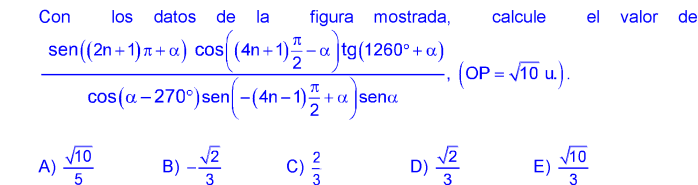 Con los datos de la figura mostrada, calcule el valor de
sen((2n+1)π+α) cos((4n+1)π/2−α)tg(1260°+α)
cos(α−270°)sen(−(4n−1)π/2+α)senα
, (OP=√10 u.).
A) √10/5 B) −√2/3 C) 2/3 D) √2/3 E) √10/3